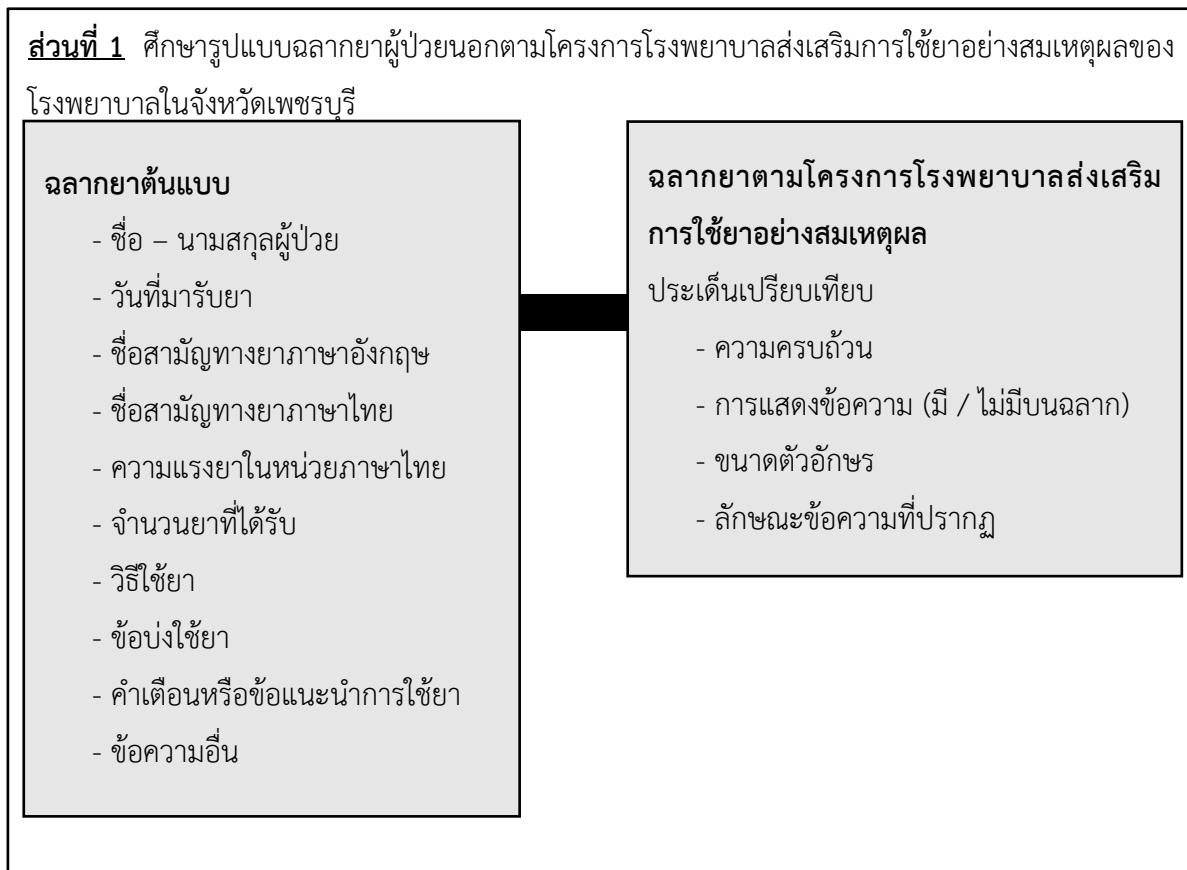 ส่วนที่ 1 ศึกษารูปแบบฉลากยาผู้ป่วยนอกตามโครงการโรงพยาบาลส่งเสริมการใช้ยาอย่างสมเหตุผลของ
โรงพยาบาลในจังหวัดเพชรบุรี
ฉลากยาต้นแบบ
- ชื่อ – นามสกุลผู้ป่วย
- วันที่มารับยา
- ชื่อสามัญทางยาภาษาอังกฤษ
- ชื่อสามัญทางยาภาษาไทย
- ความแรงยาในหน่วยภาษาไทย
- จำนวนยาที่ได้รับ
- วิธีใช้ยา
- ข้อบ่งใช้ยา
- คำเตือนหรือข้อแนะนำการใช้ยา
- ข้อความอื่น
ฉลากยาตามโครงการโรงพยาบาลส่งเสริม
การใช้ยาอย่างสมเหตุผล
ประเด็นเปรียบเทียบ
- ความครบถ้วน
- การแสดงข้อความ (มี / ไม่มีบนฉลาก)
- ขนาดตัวอักษร
- ลักษณะข้อความที่ปรากฏ